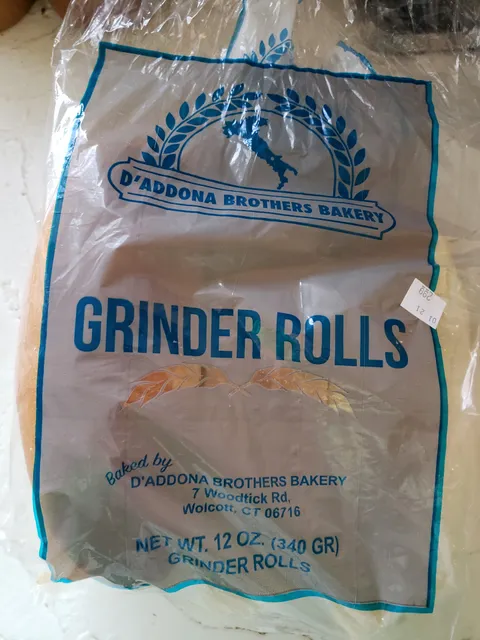 D'ADDONA BROTHERS BAKERY
GRINDER ROLLS
Baked by
D'ADDONA BROTHERS BAKERY
7 Woodtick Rd,
Wolcott, CT 06716
NET WT. 12 OZ. (340 GR)
GRINDER ROLLS